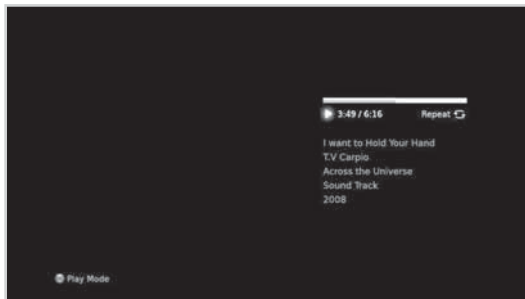 3:49 / 6:16 Repeat
I want to Hold Your Hand
T.V Carpio
Across the Universe
Sound Track
2008
Play Mode